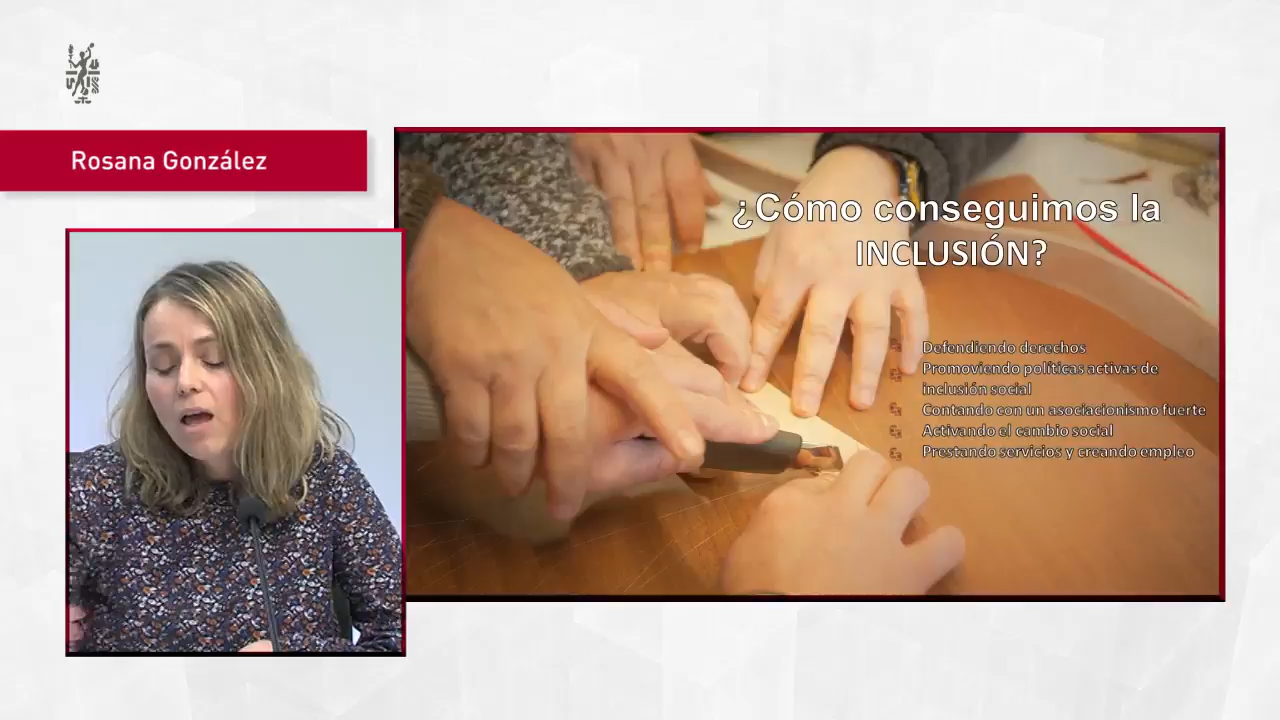 Rosana González
¿Cómo conseguimos la
INCLUSIÓN?
Defendiendo derechos
Promoviendo políticas activas de
inclusión social
Contando con un asociacionismo fuerte
Activando el cambio social
Prestando servicios y creando empleo